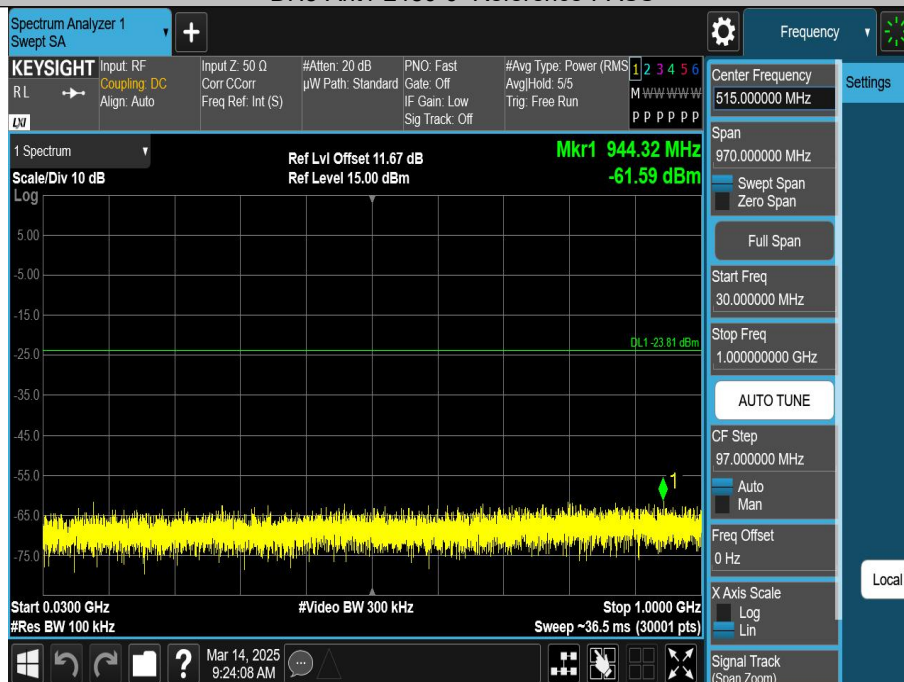 Spectrum Analyzer 1
Swept SA
Frequency
KEYSIGHT
RL
LXI
Input: RF
Coupling: DC
Align: Auto
Input Z: 50 Ω
Corr CCorr
Freq Ref: Int (S)
#Atten: 20 dB
µW Path: Standard
PNO: Fast
Gate: Off
IF Gain: Low
Sig Track: Off
#Avg Type: Power (RMS
Avg|Hold: 5/5
Trig: Free Run
1 2 3 4 5 6
M W W W W W
P P P P P P
Center Frequency
515.000000 MHz
Settings
1 Spectrum
Scale/Div 10 dB
Log
Ref Lvl Offset 11.67 dB
Ref Level 15.00 dBm
Mkr1 944.32 MHz
-61.59 dBm
Span
970.000000 MHz
Swept Span
Zero Span
Full Span
Start Freq
30.000000 MHz
Stop Freq
1.000000000 GHz
AUTO TUNE
CF Step
97.000000 MHz
Auto
Man
Freq Offset
0 Hz
Local
X Axis Scale
Log
Lin
Signal Track
(Span Zoom)
5.00
-5.00
-15.0
DL1 -23.81 dBm
-25.0
-35.0
-45.0
-55.0
1
-65.0
-75.0
Start 0.0300 GHz
#Video BW 300 kHz
Stop 1.0000 GHz
#Res BW 100 kHz
Sweep ~36.5 ms (30001 pts)
?
Mar 14, 2025
9:24:08 AM